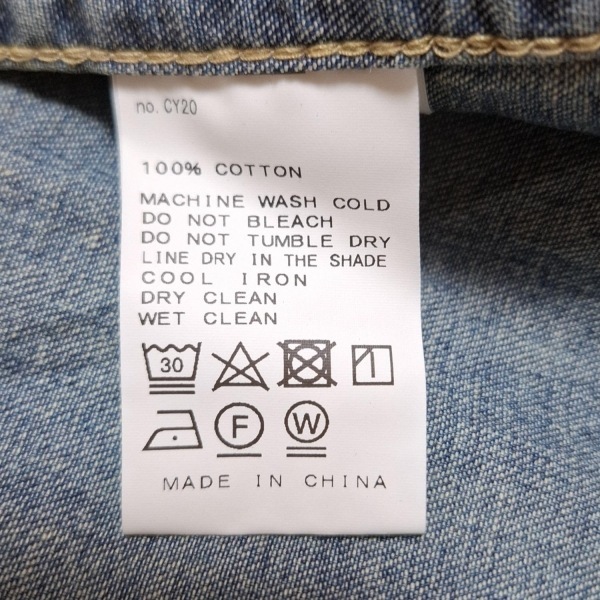 no. CY20
100% COTTON
MACHINE WASH COLD
DO NOT BLEACH
DO NOT TUMBLE DRY
LINE DRY IN THE SHADE
COOL IRON
DRY CLEAN
WET CLEAN
30
F W
MADE IN CHINA